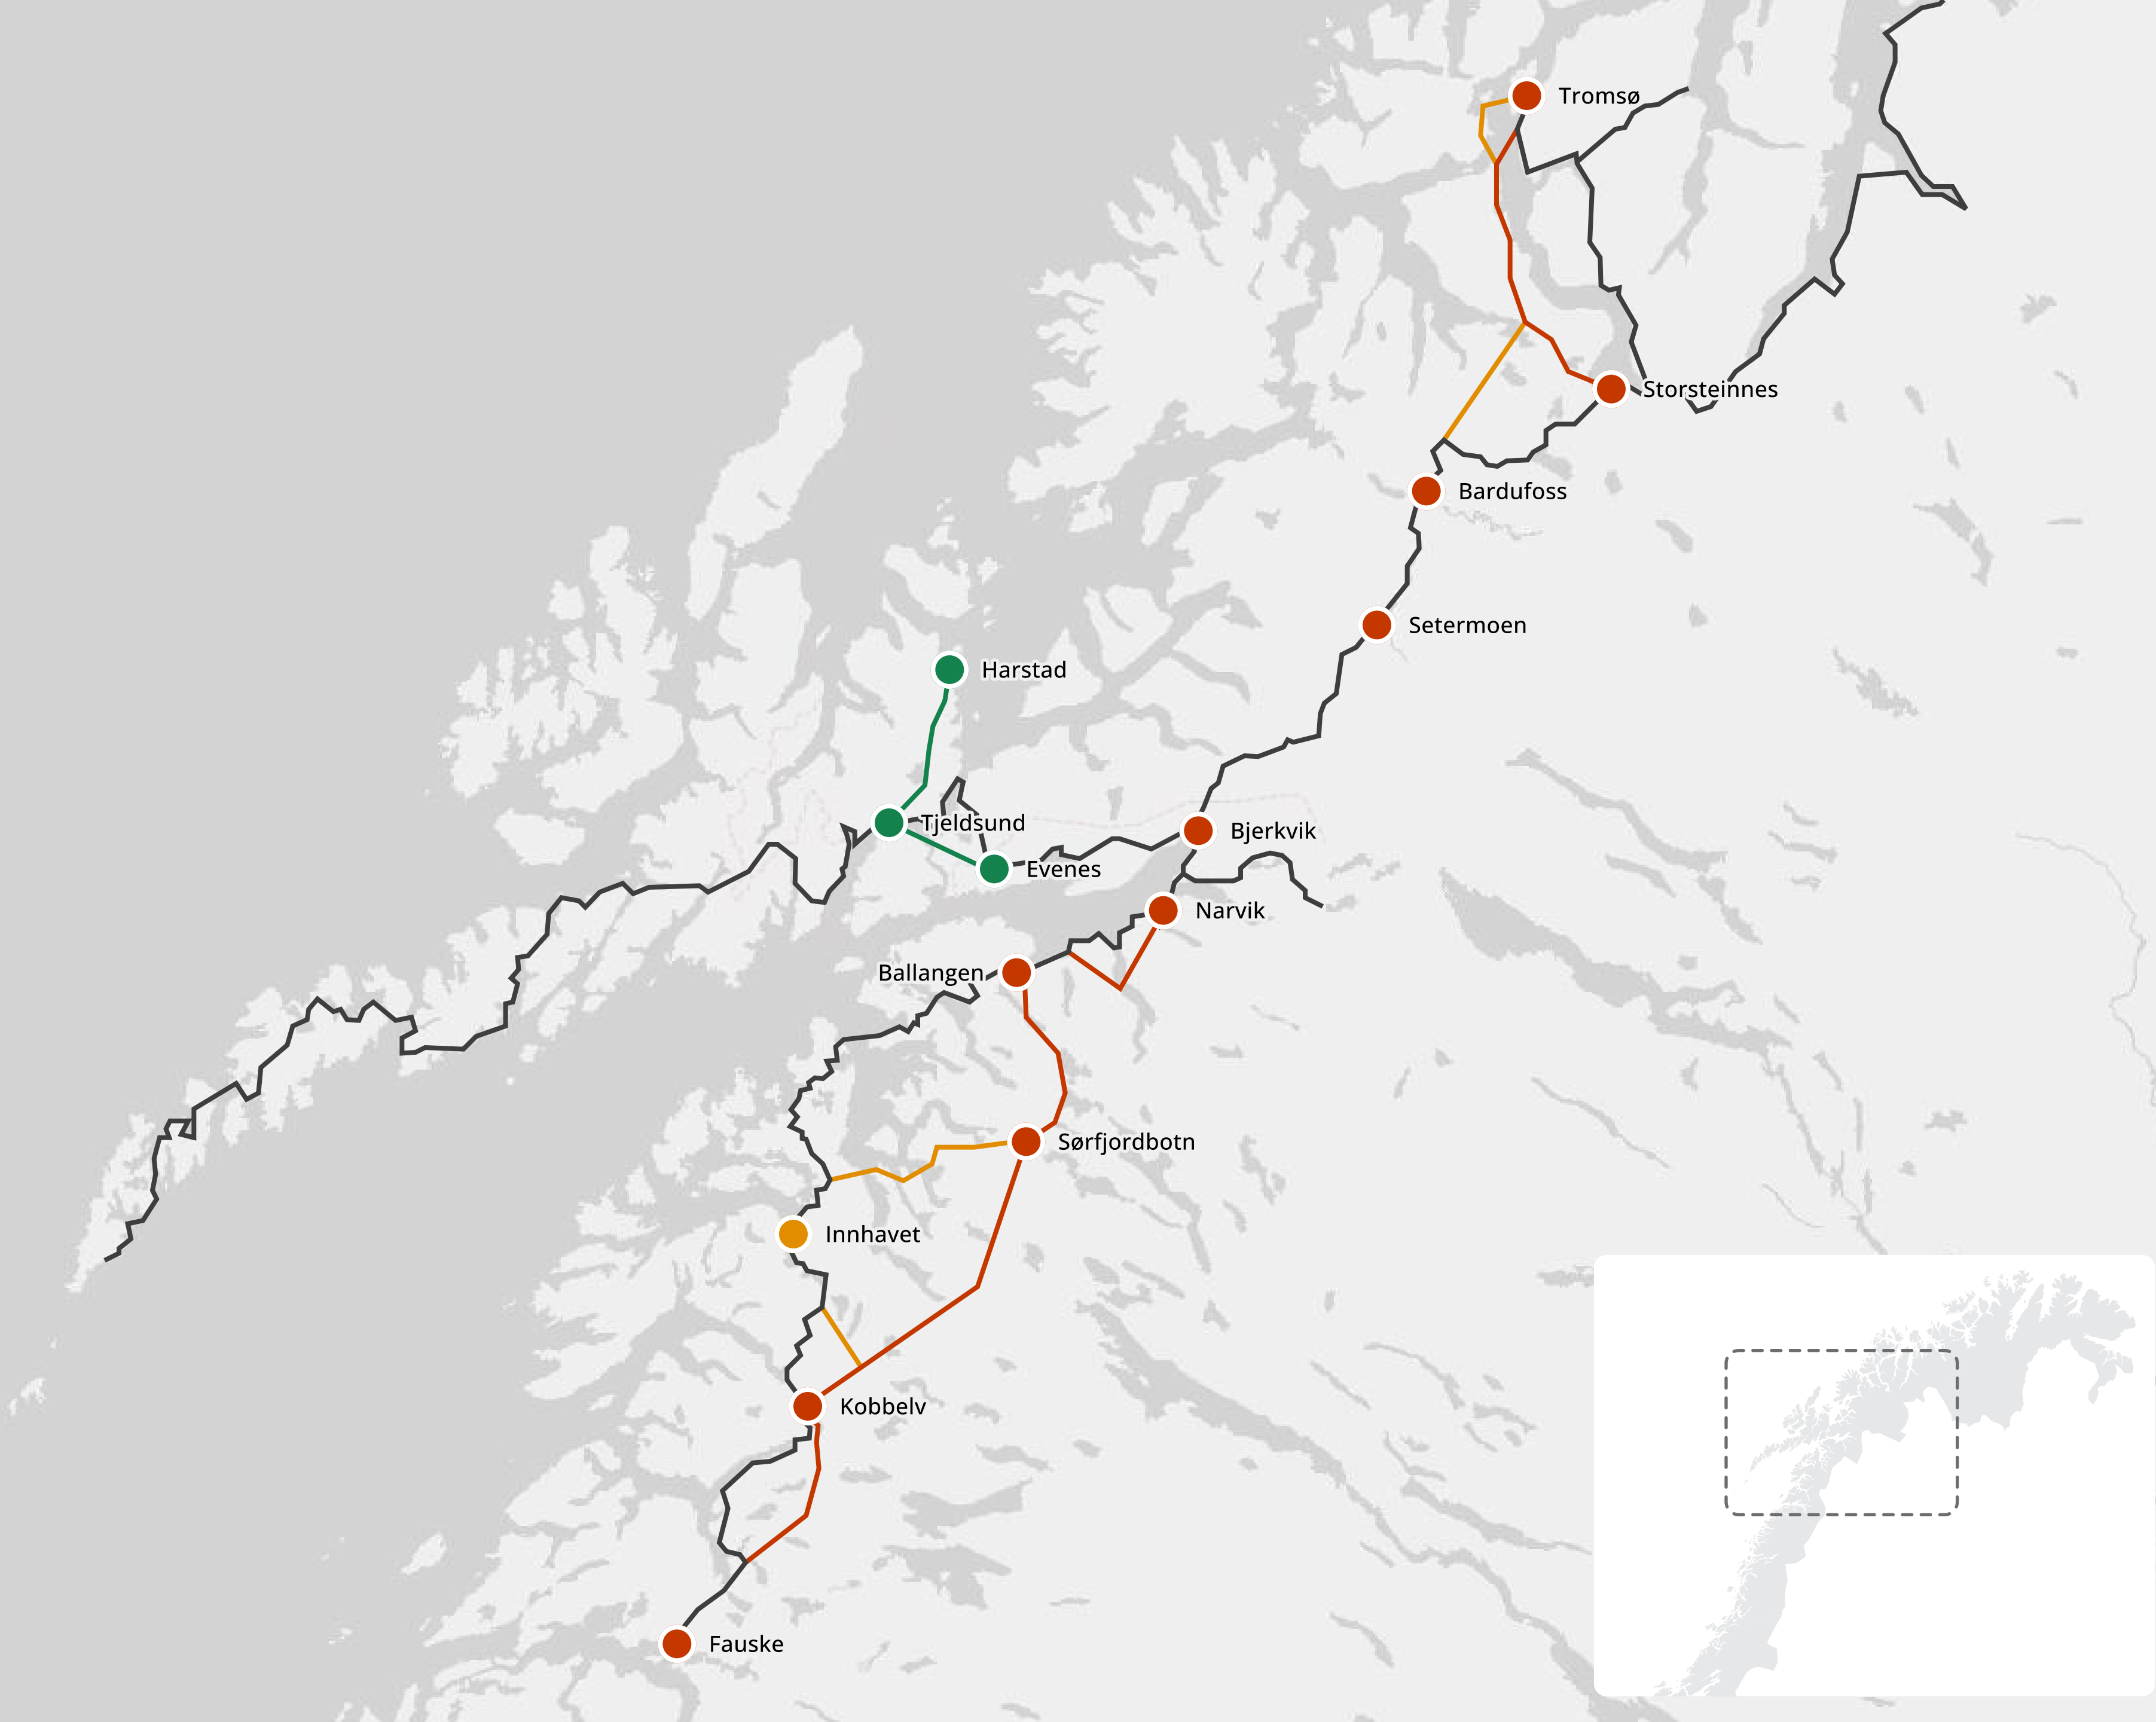 Tromsø
Storsteinnes
Bardufoss
Setermoen
Harstad
Tjeldsund
Bjerkvik
Evenes
Narvik
Ballangen
Sørfjordbotn
Innhavet
Kobbelv
Fauske